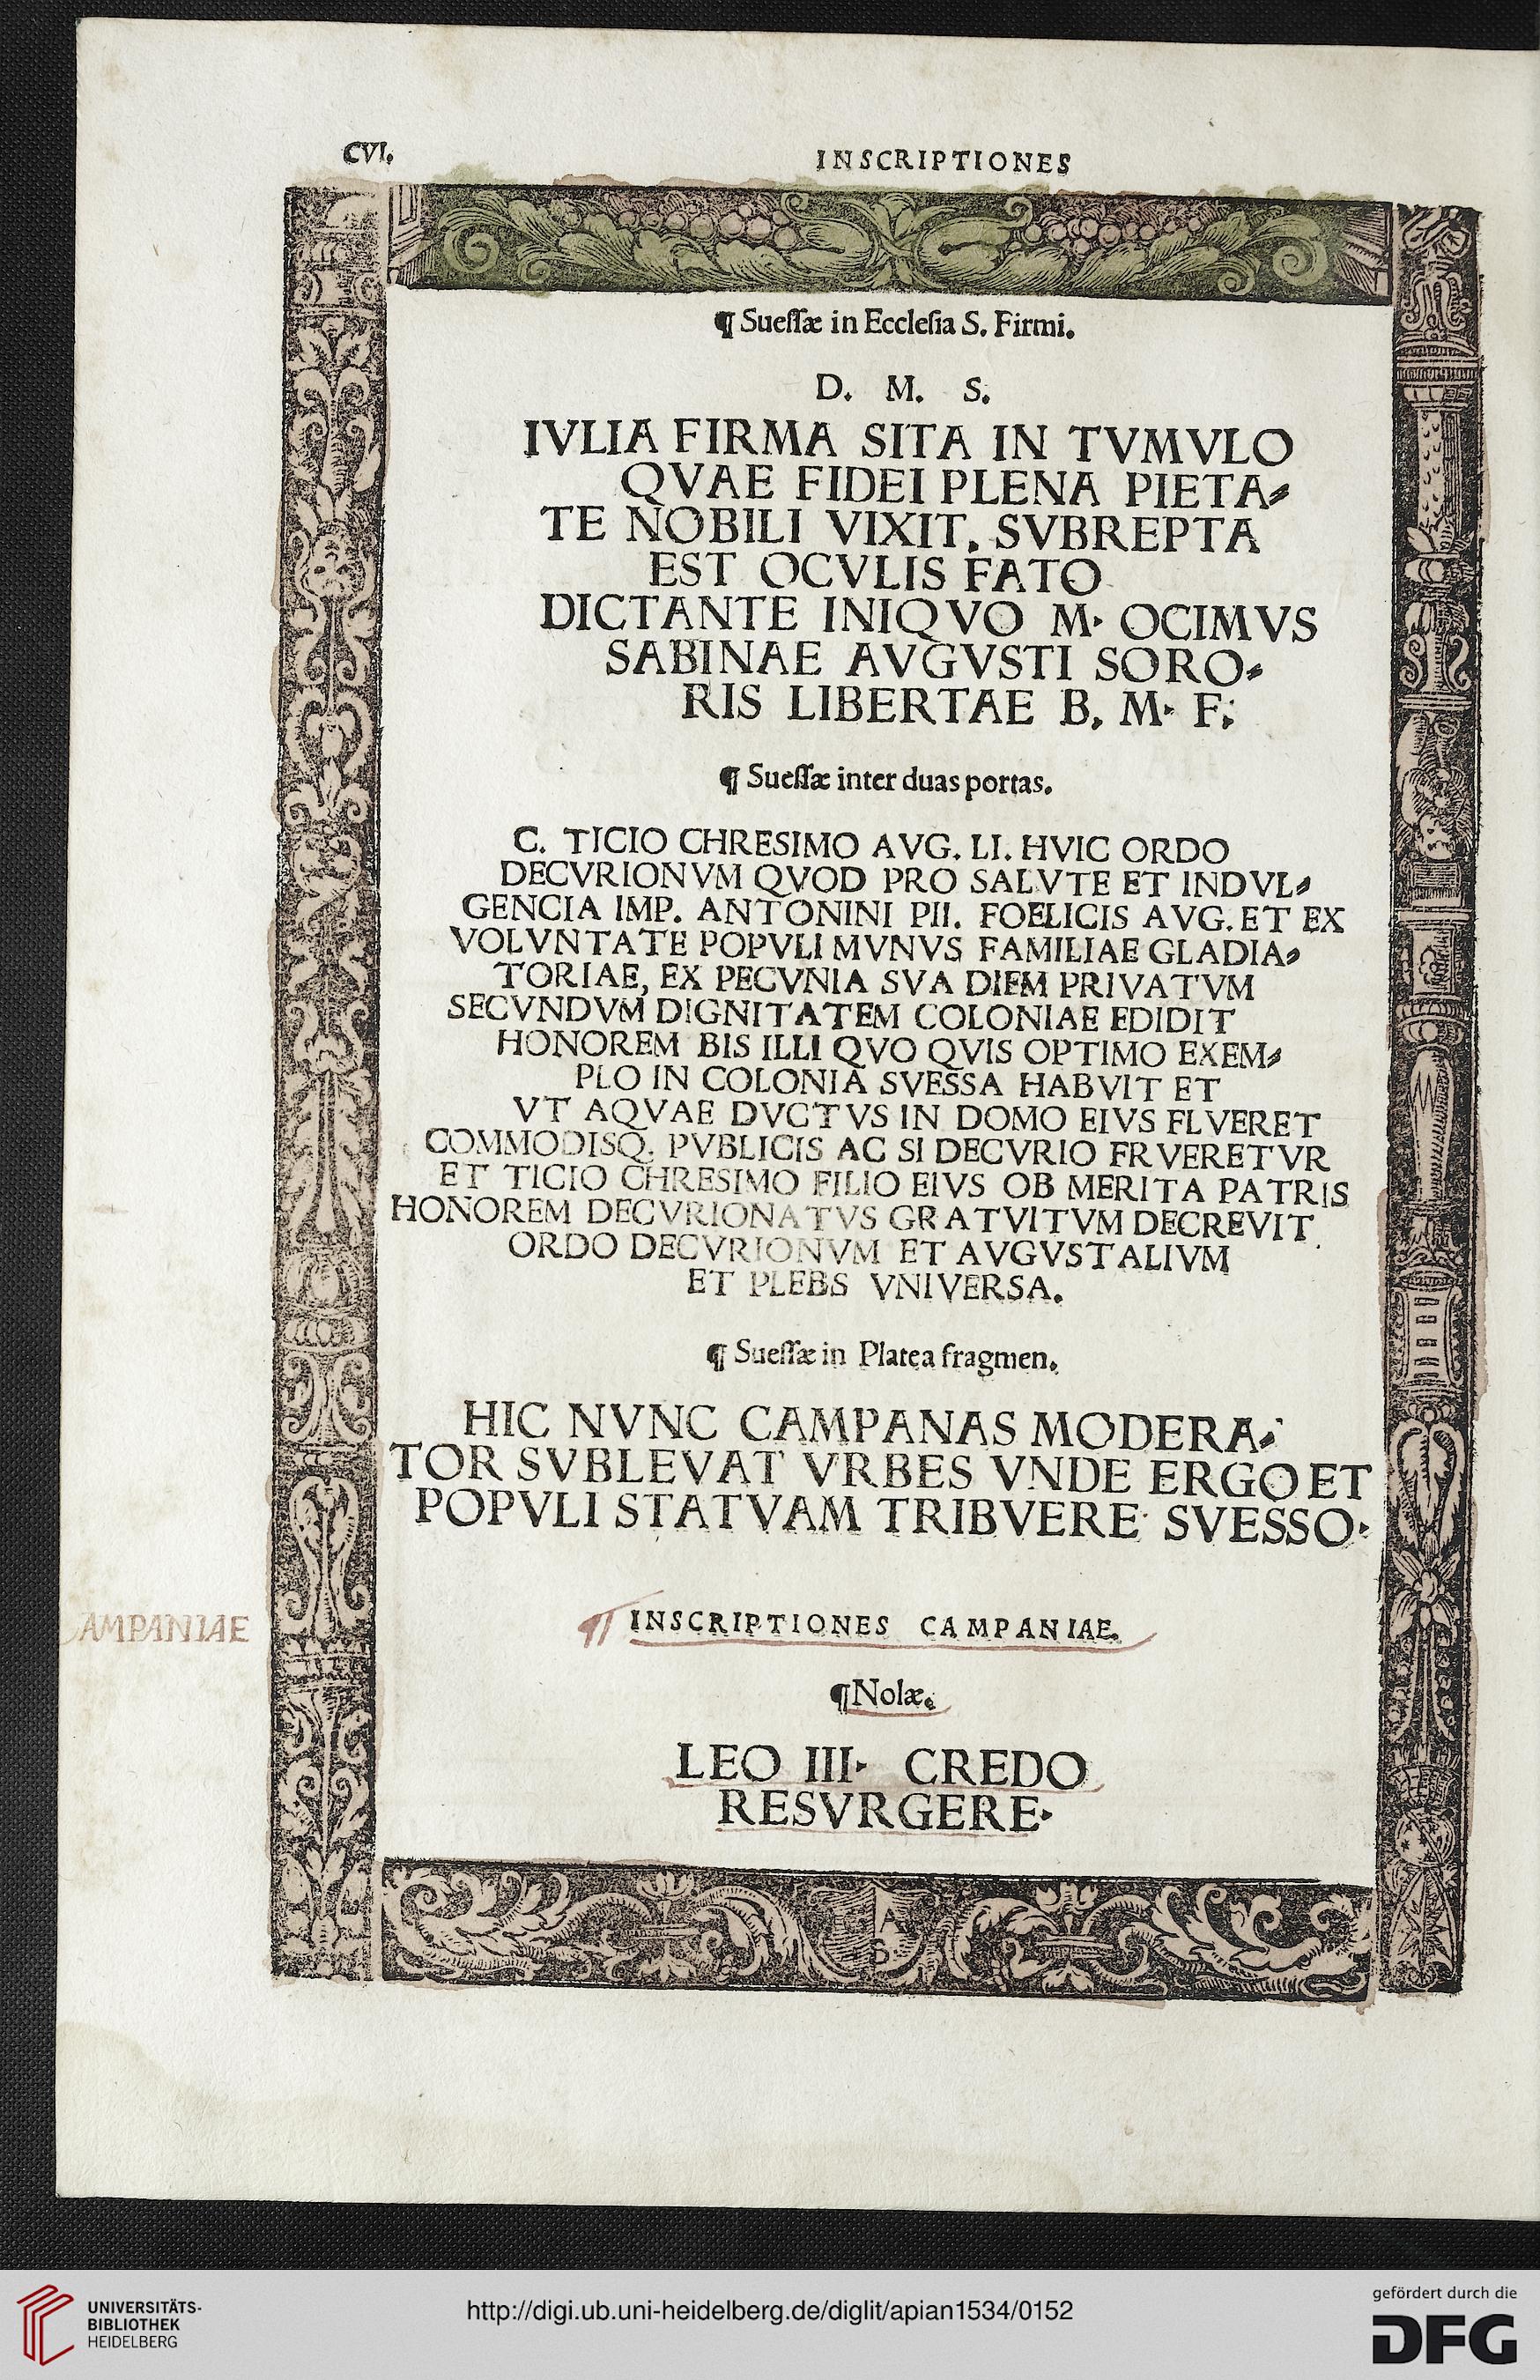 CVI.
INSCRIPTIONES
¶ Sueſſæ in Eccleſia S. Firmi.
D. M. S.
IVLIA FIRMA SITA IN TVMVLO
QVAE FIDEI PLENA PIETA⸗
TE NOBILI VIXIT. SVBREPTA
EST OCVLIS FATO
DICTANTE INIQVO M. OCIMVS
SABINAE AVGVSTI SORO⸗
RIS LIBERTAE B. M. F.
¶ Sueſſæ inter duas portas.
C. TICIO CHRESIMO AVG. LI. HVIC ORDO
DECVRIONVM QVOD PRO SALVTE ET INDVL⸗
GENCIA IMP. ANTONINI PII. FOELICIS AVG. ET EX
VOLVNTATE POPVLI MVNVS FAMILIAE GLADIA⸗
TORIAE, EX PECVNIA SVA DIEM PRIVATVM
SECVNDVM DIGNITATEM COLONIAE EDIDIT
HONOREM BIS ILLI QVO QVIS OPTIMO EXEM⸗
PLO IN COLONIA SVESSA HABVIT ET
VT AQVAE DVCTVS IN DOMO EIVS FLVERET
COMMODISQ. PVBLICIS AC SI DECVRIO FRVERETVR
ET TICIO CHRESIMO FILIO EIVS OB MERITA PATRIS
HONOREM DECVRIONATVS GRATVITVM DECREVIT
ORDO DECVRIONVM ET AVGVSTALIVM
ET PLEBS VNIVERSA.
¶ Sueſſæ in Platea fragmen.
HIC NVNC CAMPANAS MODERA⸗
TOR SVBLEVAT VRBES VNDE ERGO ET
POPVLI STATVAM TRIBVERE SVESSO.
AMPANIAE
¶ INSCRIPTIONES CAMPANIAE.
¶ Nolæ.
LEO III. CREDO
RESVRGERE.
A
B
UNIVERSITÄTS-
BIBLIOTHEK
HEIDELBERG
http://digi.ub.uni-heidelberg.de/diglit/apian1534/0152
gefördert durch die
DFG